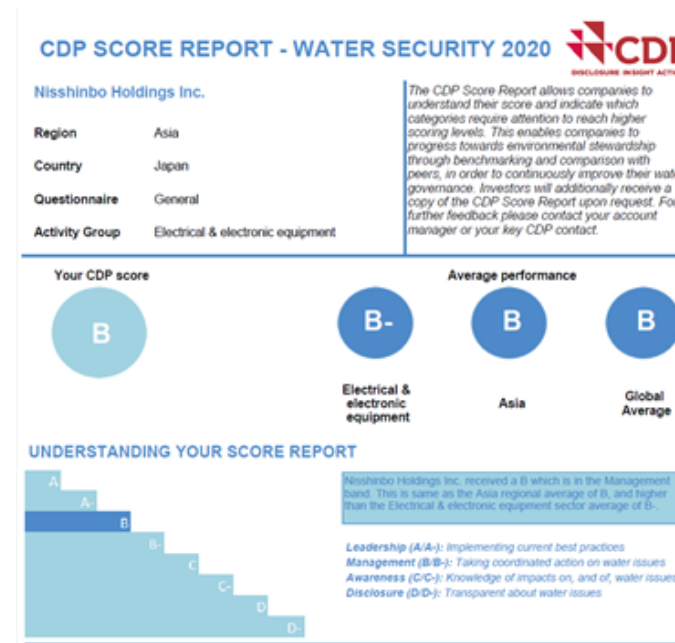 CDP SCORE REPORT - WATER SECURITY 2020
CDP
DISCLOSURE INSIGHT ACTI
Nisshinbo Holdings Inc.
Region Asia
Country Japan
Questionnaire General
Activity Group Electrical & electronic equipment
The CDP Score Report allows companies to
understand their score and indicate which
categories require attention to reach higher
scoring levels. This enables companies to
progress towards environmental stewardship
through benchmarking and comparison with
peers, in order to continuously improve their wate
governance. Investors will additionally receive a
copy of the CDP Score Report upon request. For
further feedback please contact your account
manager or your key CDP contact.
Your CDP score
B
Average performance
B- B B
Electrical &
electronic
equipment
Asia
Global
Average
UNDERSTANDING YOUR SCORE REPORT
A
A-
B
B-
C
C-
D
D-
Nisshinbo Holdings Inc. received a B which is in the Management
band. This is same as the Asia regional average of B, and higher
than the Electrical & electronic equipment sector average of B-.
Leadership (A/A-): Implementing current best practices
Management (B/B-): Taking coordinated action on water issues
Awareness (C/C-): Knowledge of impacts on, and of, water issues
Disclosure (D/D-): Transparent about water issues